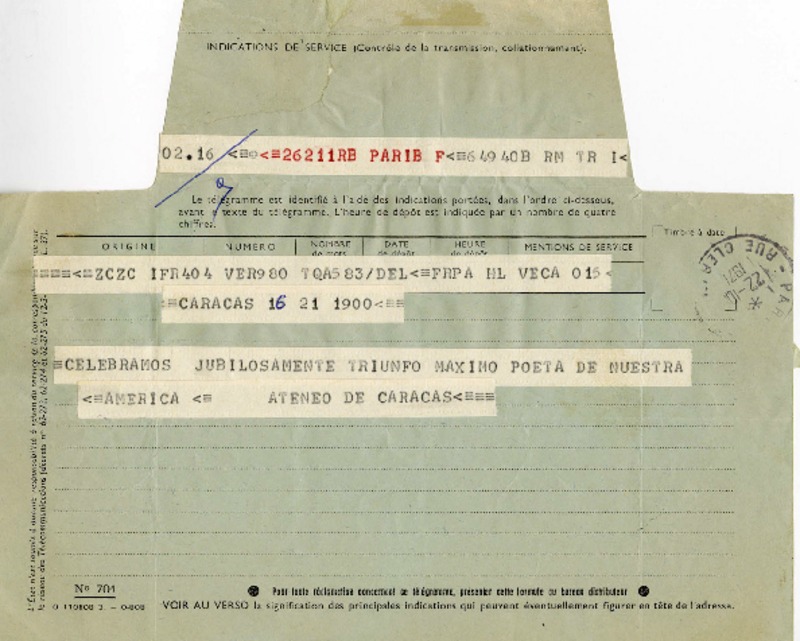 INDICATIONS DE SERVICE (Contrôle de la transmission, collationnement).
02.16 <≡φ<≡26211RB PARIB F<≡64940B RM TR I<
Le télégramme est identifié à l'aide des indications portées, dans l'ordre ci-dessous,
avant le texte du télégramme. L'heure de dépôt est indiquée par un nombre de quatre
chiffres.
Timbre à date
ORIGINE NUMÉRO NOMBRE de mots DATE de dépôt HEURE de dépôt MENTIONS DE SERVICE
≡≡≡<≡ZCZC IFR404 VER980 TQA583/DEL<≡FRPA HL VECA 015<
RUE CLER
22-10
1971
≡CARACAS 16 21 1900<≡≡
≡CELEBRAMOS JUBILOSAMENTE TRIUNFO MAXIMO POETA DE NUESTRA
<≡AMERICA <≡ ATENEO DE CARACAS<≡≡≡
Nº 701
Pour toute réclamation concernant ce télégramme, présenter cette formule au bureau distributeur
VOIR AU VERSO la signification des principales indications qui peuvent éventuellement figurer en tête de l'adresse.